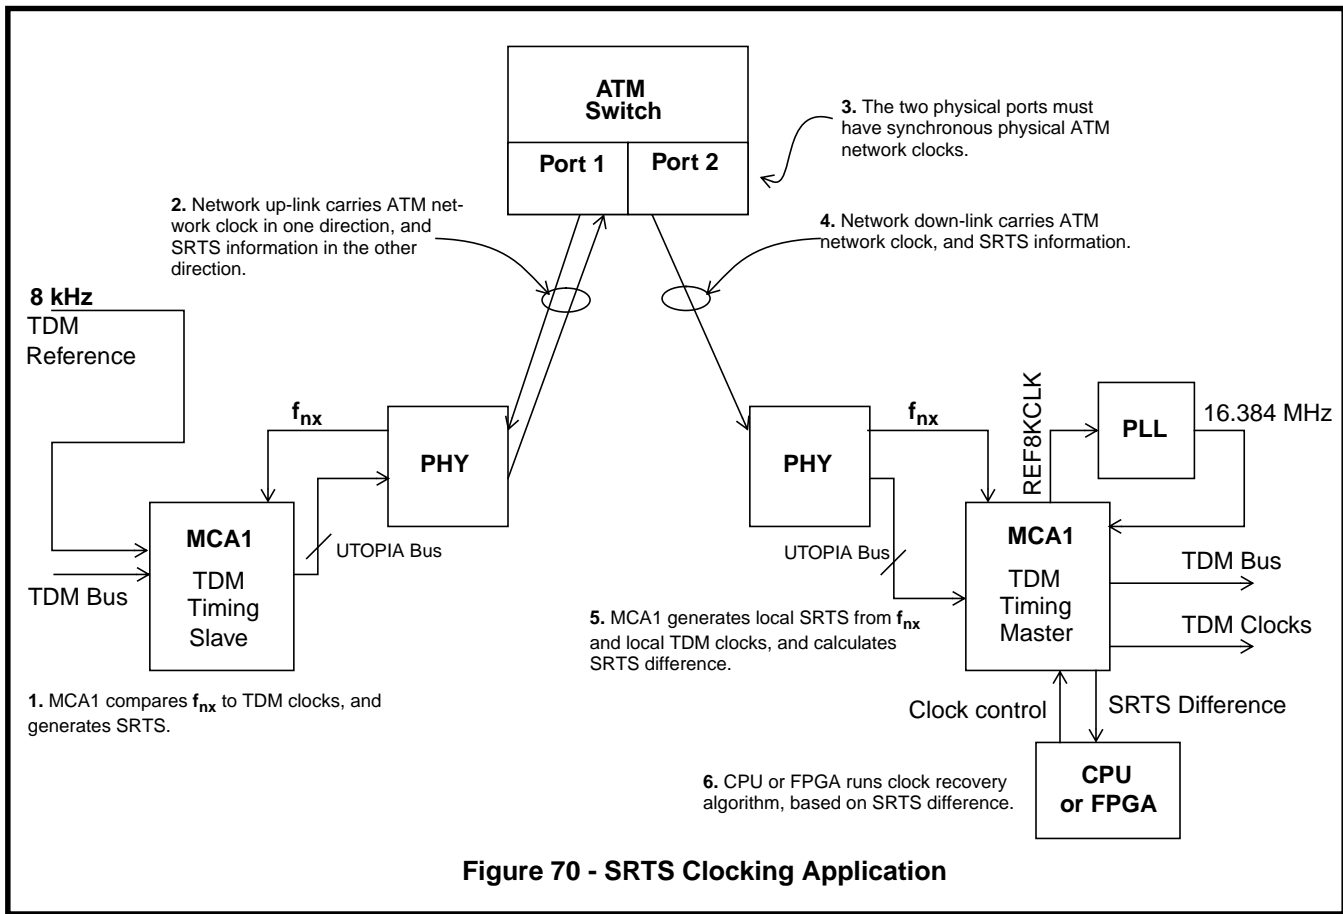 ATM
Switch
Port 1
Port 2
3. The two physical ports must
have synchronous physical ATM
network clocks.
2. Network up-link carries ATM net-
work clock in one direction, and
SRTS information in the other
direction.
4. Network down-link carries ATM
network clock, and SRTS information.
8 kHz
TDM
Reference
fnx
PHY
MCA1
TDM
Timing
Slave
UTOPIA Bus
TDM Bus
1. MCA1 compares fnx to TDM clocks, and
generates SRTS.
PHY
fnx
REF8KCLK
PLL
16.384 MHz
UTOPIA Bus
MCA1
TDM
Timing
Master
TDM Bus
TDM Clocks
5. MCA1 generates local SRTS from fnx
and local TDM clocks, and calculates
SRTS difference.
Clock control
SRTS Difference
6. CPU or FPGA runs clock recovery
algorithm, based on SRTS difference.
CPU
or FPGA
Figure 70 - SRTS Clocking Application